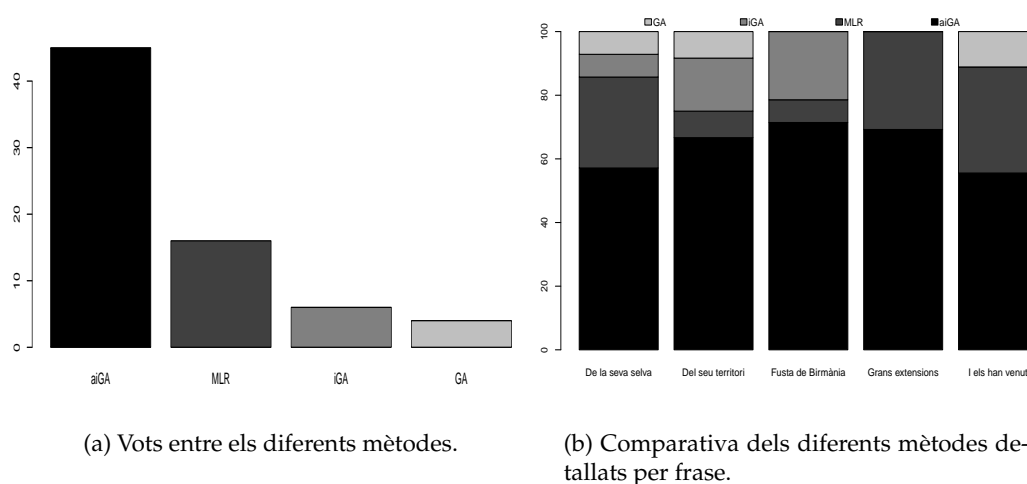 0
10
20
30
40
aiGA
MLR
iGA
GA
(a) Vots entre els diferents mètodes.
GA
iGA
MLR
aiGA
0
20
40
60
80
100
De la seva selva
Del seu territori
Fusta de Birmània
Grans extensions
I els han venut
(b) Comparativa dels diferents mètodes de-
tallats per frase.